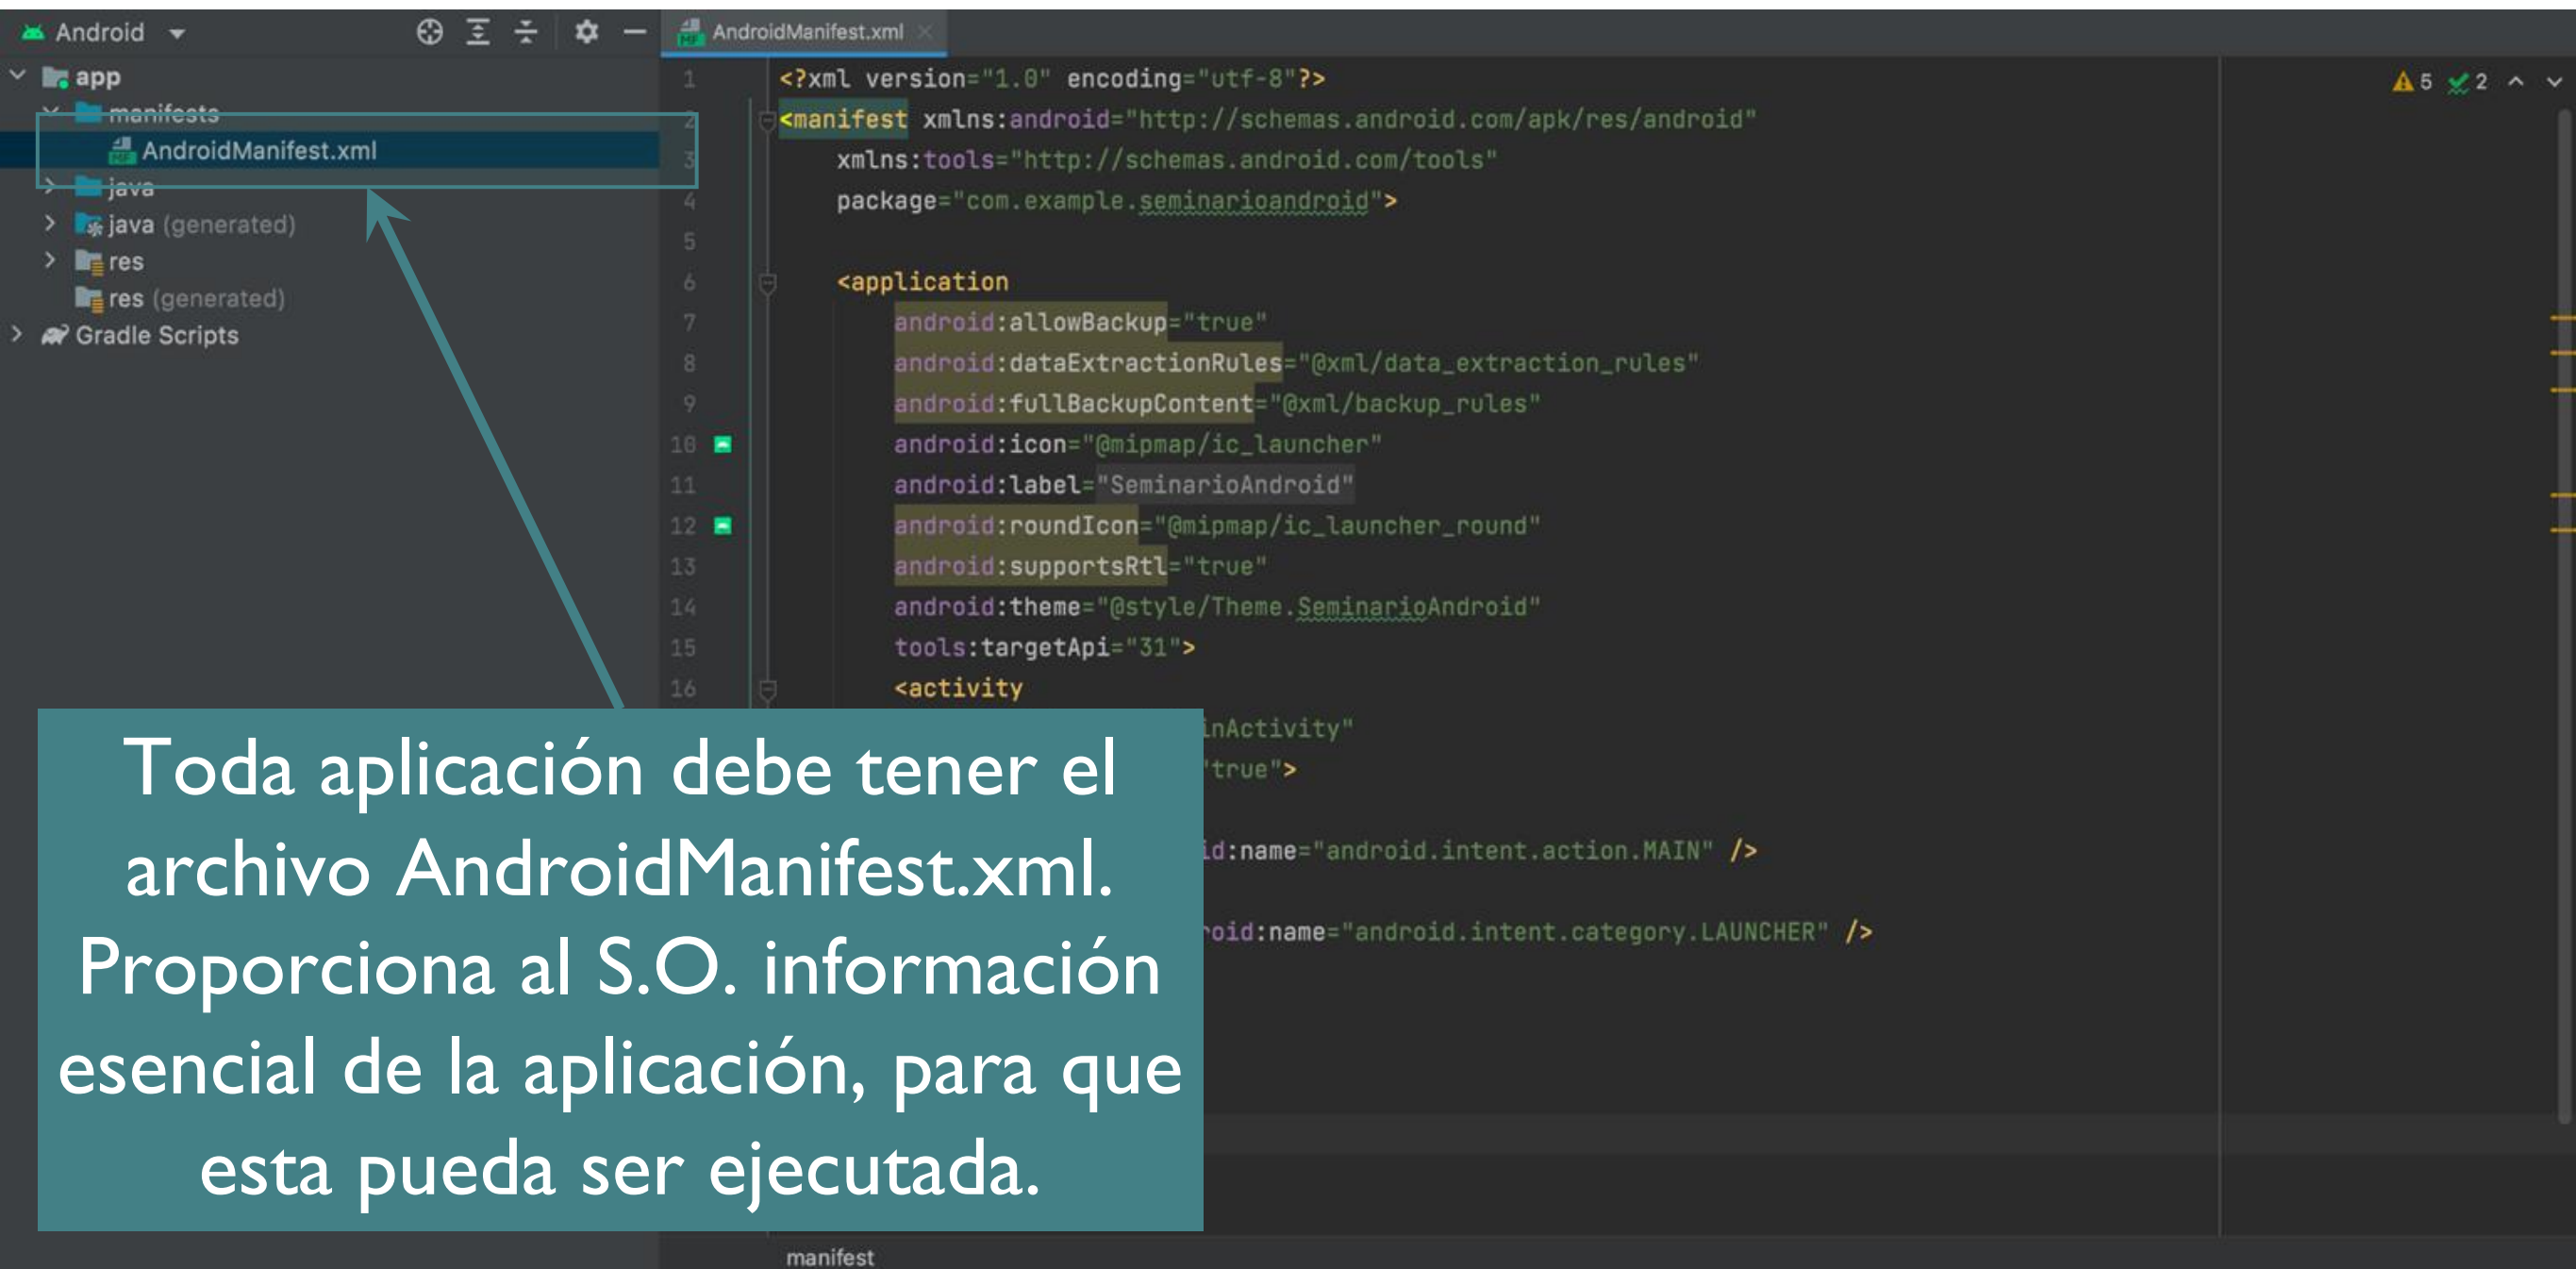 Android
app
manifests
AndroidManifest.xml
java
java (generated)
res
res (generated)
Gradle Scripts
AndroidManifest.xml
5 2
1 <?xml version="1.0" encoding="utf-8"?>
2 <manifest xmlns:android="http://schemas.android.com/apk/res/android"
3 xmlns:tools="http://schemas.android.com/tools"
4 package="com.example.seminarioandroid">
5
6 <application
7 android:allowBackup="true"
8 android:dataExtractionRules="@xml/data_extraction_rules"
9 android:fullBackupContent="@xml/backup_rules"
10 android:icon="@mipmap/ic_launcher"
11 android:label="SeminarioAndroid"
12 android:roundIcon="@mipmap/ic_launcher_round"
13 android:supportsRtl="true"
14 android:theme="@style/Theme.SeminarioAndroid"
15 tools:targetApi="31">
16 <activity
inActivity"
"true">
id:name="android.intent.action.MAIN" />
roid:name="android.intent.category.LAUNCHER" />
manifest
Toda aplicación debe tener el
archivo AndroidManifest.xml.
Proporciona al S.O. información
esencial de la aplicación, para que
esta pueda ser ejecutada.